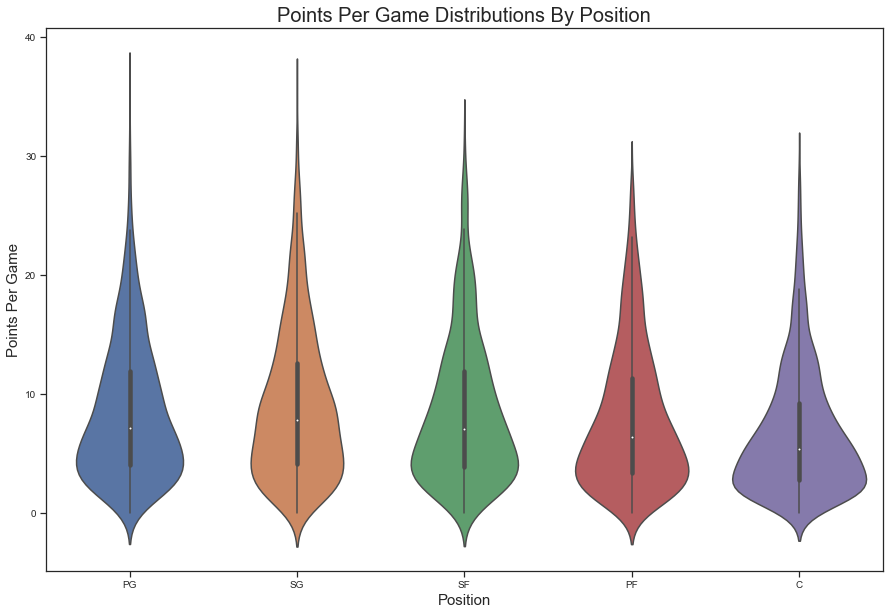 Points Per Game Distributions By Position
Points Per Game
40
30
20
10
0
PG
SG
SF
PF
C
Position